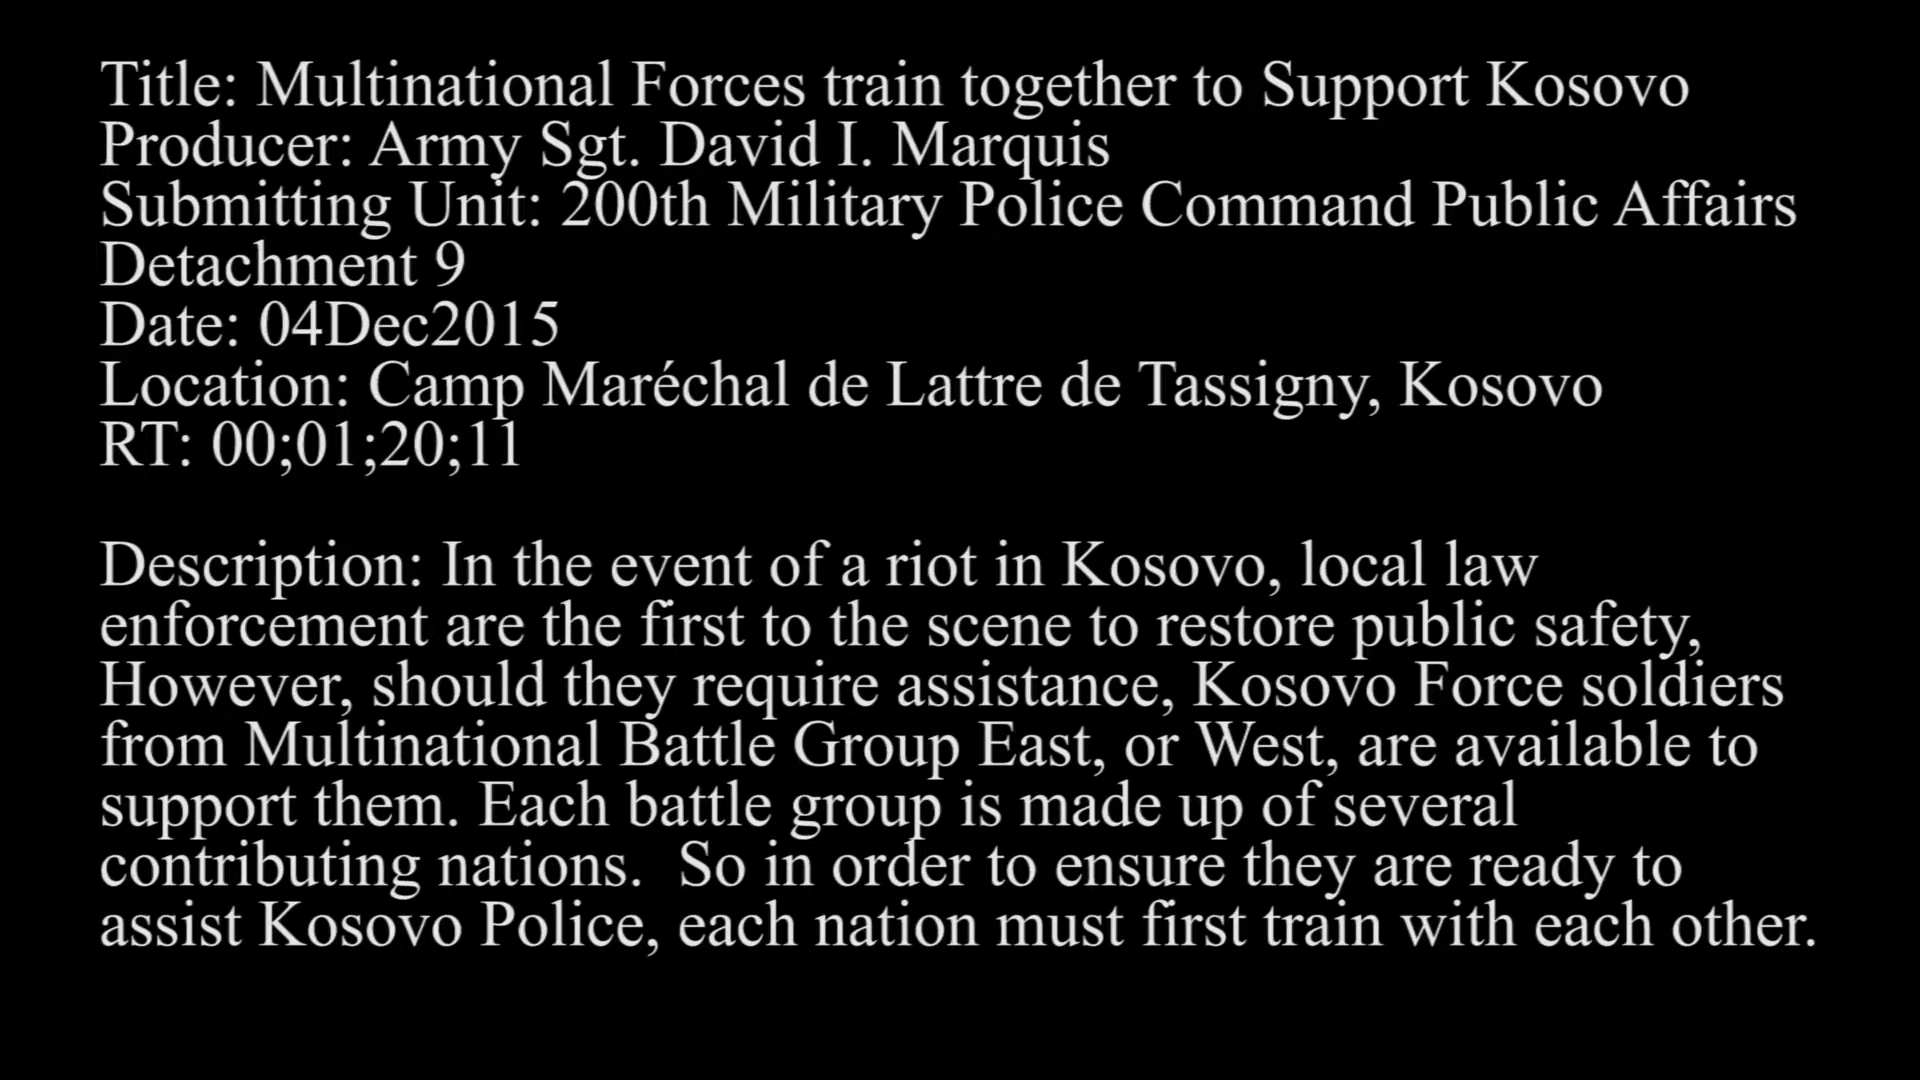 Title: Multinational Forces train together to Support Kosovo
Producer: Army Sgt. David I. Marquis
Submitting Unit: 200th Military Police Command Public Affairs
Detachment 9
Date: 04Dec2015
Location: Camp Maréchal de Lattre de Tassigny, Kosovo
RT: 00;01;20;11
Description: In the event of a riot in Kosovo, local law
enforcement are the first to the scene to restore public safety,
However, should they require assistance, Kosovo Force soldiers
from Multinational Battle Group East, or West, are available to
support them. Each battle group is made up of several
contributing nations.  So in order to ensure they are ready to
assist Kosovo Police, each nation must first train with each other.